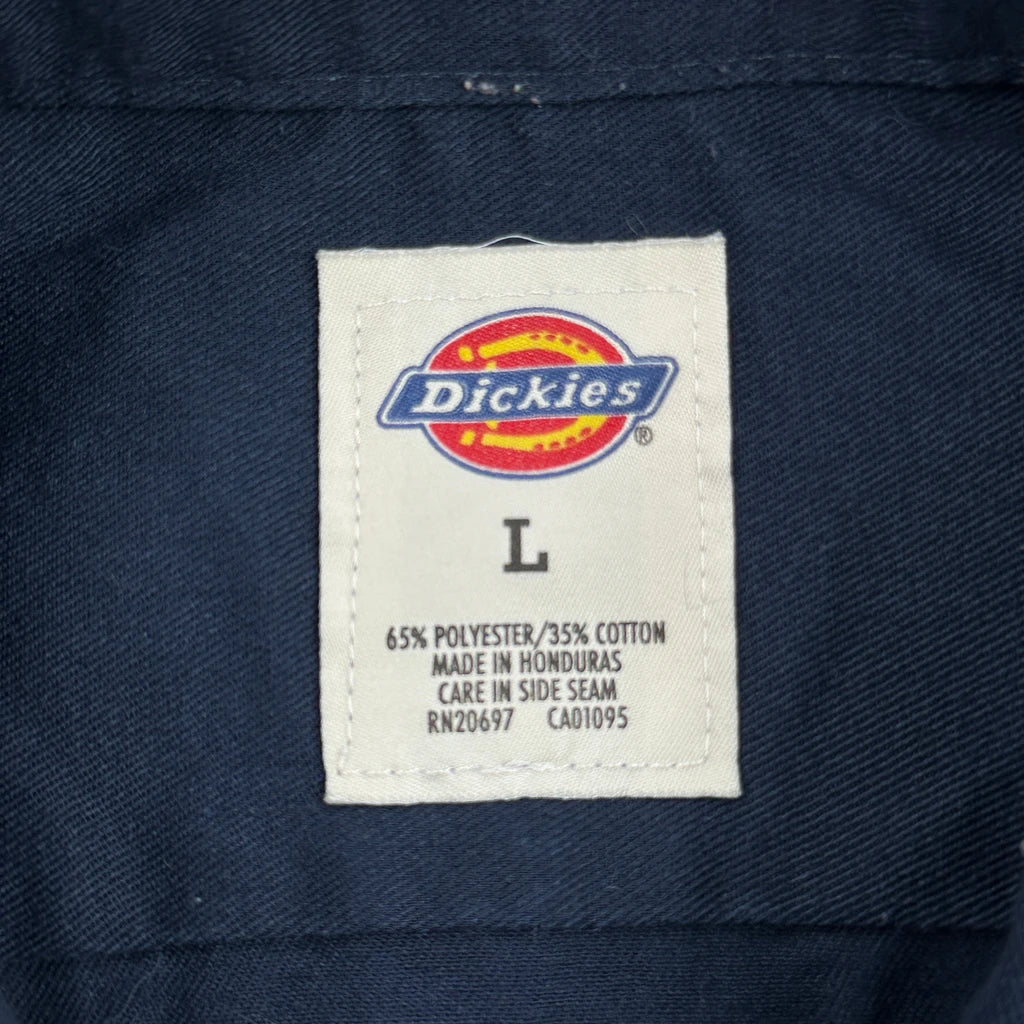 Dickies
®
L
65% POLYESTER/35% COTTON
MADE IN HONDURAS
CARE IN SIDE SEAM
RN20697 CA01095